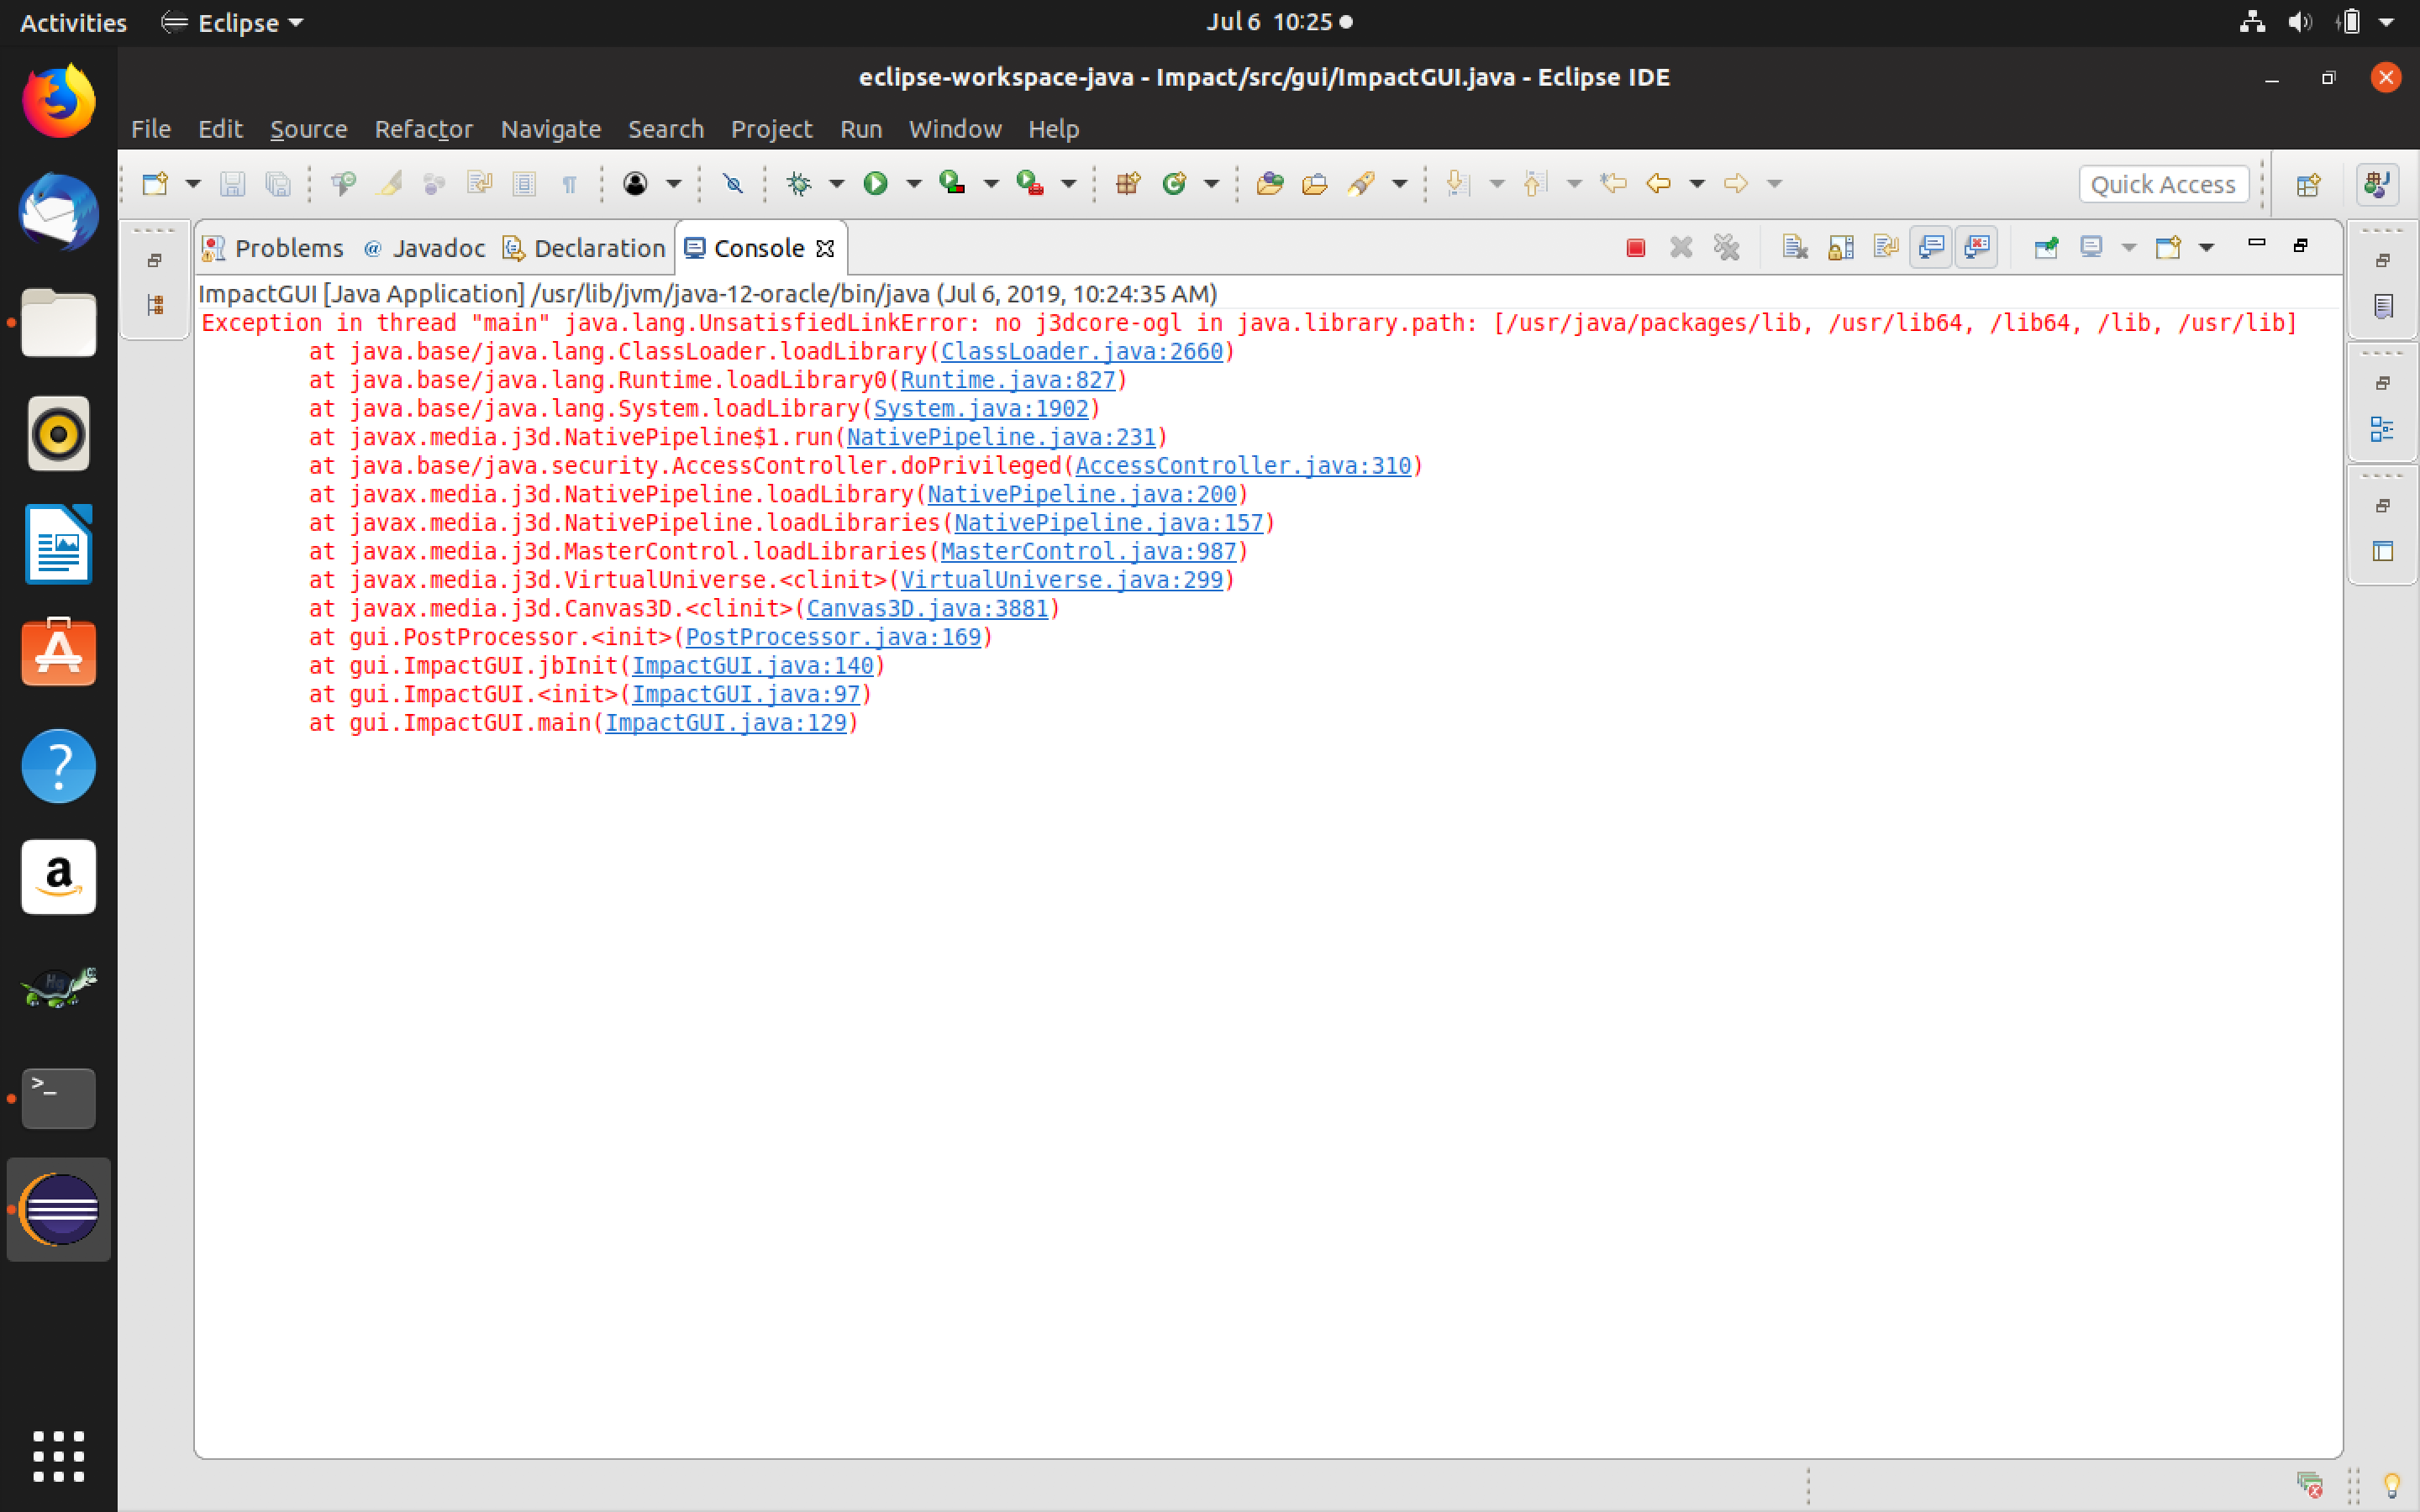 Activities Eclipse Jul 6 10:25
eclipse-workspace-java - Impact/src/gui/ImpactGUI.java - Eclipse IDE
File Edit Source Refactor Navigate Search Project Run Window Help
Quick Access
Problems @ Javadoc Declaration Console
ImpactGUI [Java Application] /usr/lib/jvm/java-12-oracle/bin/java (Jul 6, 2019, 10:24:35 AM)
Exception in thread "main" java.lang.UnsatisfiedLinkError: no j3dcore-ogl in java.library.path: [/usr/java/packages/lib, /usr/lib64, /lib64, /lib, /usr/lib]
at java.base/java.lang.ClassLoader.loadLibrary(ClassLoader.java:2660)
at java.base/java.lang.Runtime.loadLibrary0(Runtime.java:827)
at java.base/java.lang.System.loadLibrary(System.java:1902)
at javax.media.j3d.NativePipeline$1.run(NativePipeline.java:231)
at java.base/java.security.AccessController.doPrivileged(AccessController.java:310)
at javax.media.j3d.NativePipeline.loadLibrary(NativePipeline.java:200)
at javax.media.j3d.NativePipeline.loadLibraries(NativePipeline.java:157)
at javax.media.j3d.MasterControl.loadLibraries(MasterControl.java:987)
at javax.media.j3d.VirtualUniverse.<clinit>(VirtualUniverse.java:299)
at javax.media.j3d.Canvas3D.<clinit>(Canvas3D.java:3881)
at gui.PostProcessor.<init>(PostProcessor.java:169)
at gui.ImpactGUI.jbInit(ImpactGUI.java:140)
at gui.ImpactGUI.<init>(ImpactGUI.java:97)
at gui.ImpactGUI.main(ImpactGUI.java:129)
?
a
Hg
>_